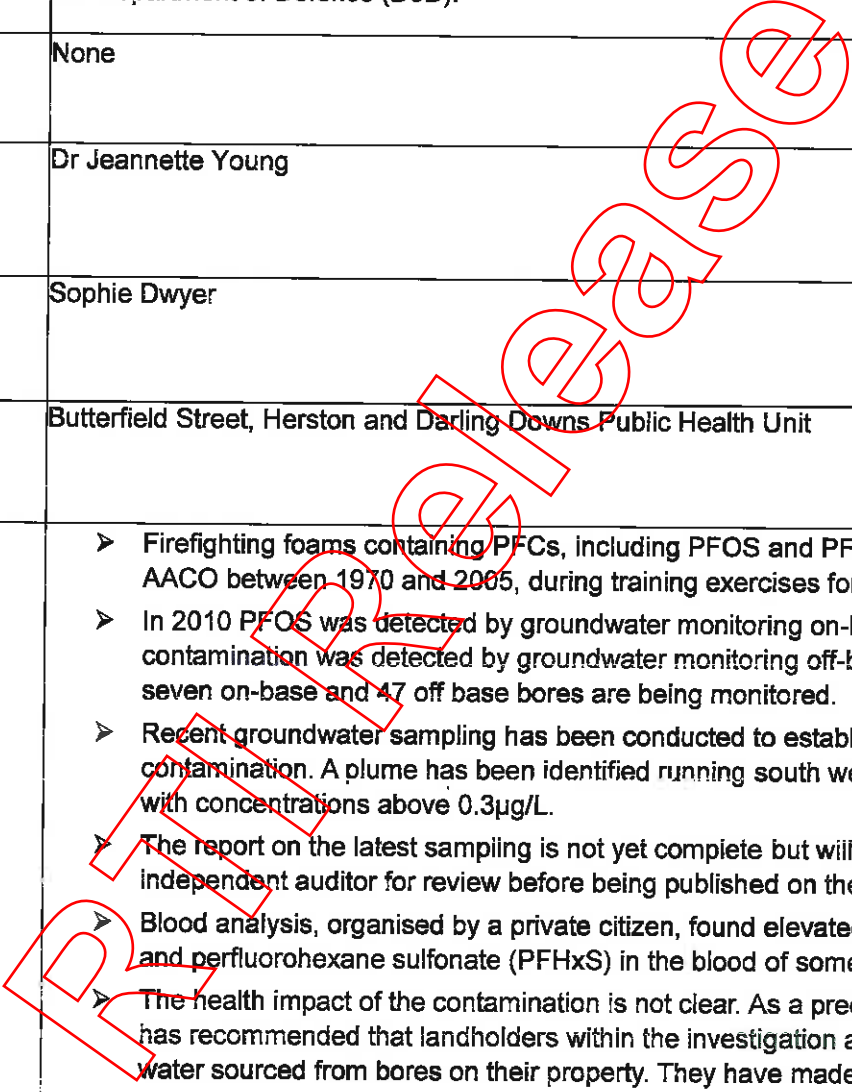 None
Dr Jeannette Young
Sophie Dwyer
Butterfield Street, Herston and Darling Downs Public Health Unit
➢ Firefighting foams containing PFCs, including PFOS and PF
AACO between 1970 and 2005, during training exercises fo
➢ In 2010 PFOS was detected by groundwater monitoring on-
contamination was detected by groundwater monitoring off-b
seven on-base and 47 off base bores are being monitored.
➢ Recent groundwater sampling has been conducted to establ
contamination. A plume has been identified running south we
with concentrations above 0.3µg/L.
➢ The report on the latest sampling is not yet complete but will
independent auditor for review before being published on the
➢ Blood analysis, organised by a private citizen, found elevate
and perfluorohexane sulfonate (PFHxS) in the blood of some
➢ The health impact of the contamination is not clear. As a pre
has recommended that landholders within the investigation a
water sourced from bores on their property. They have made
RTI Release